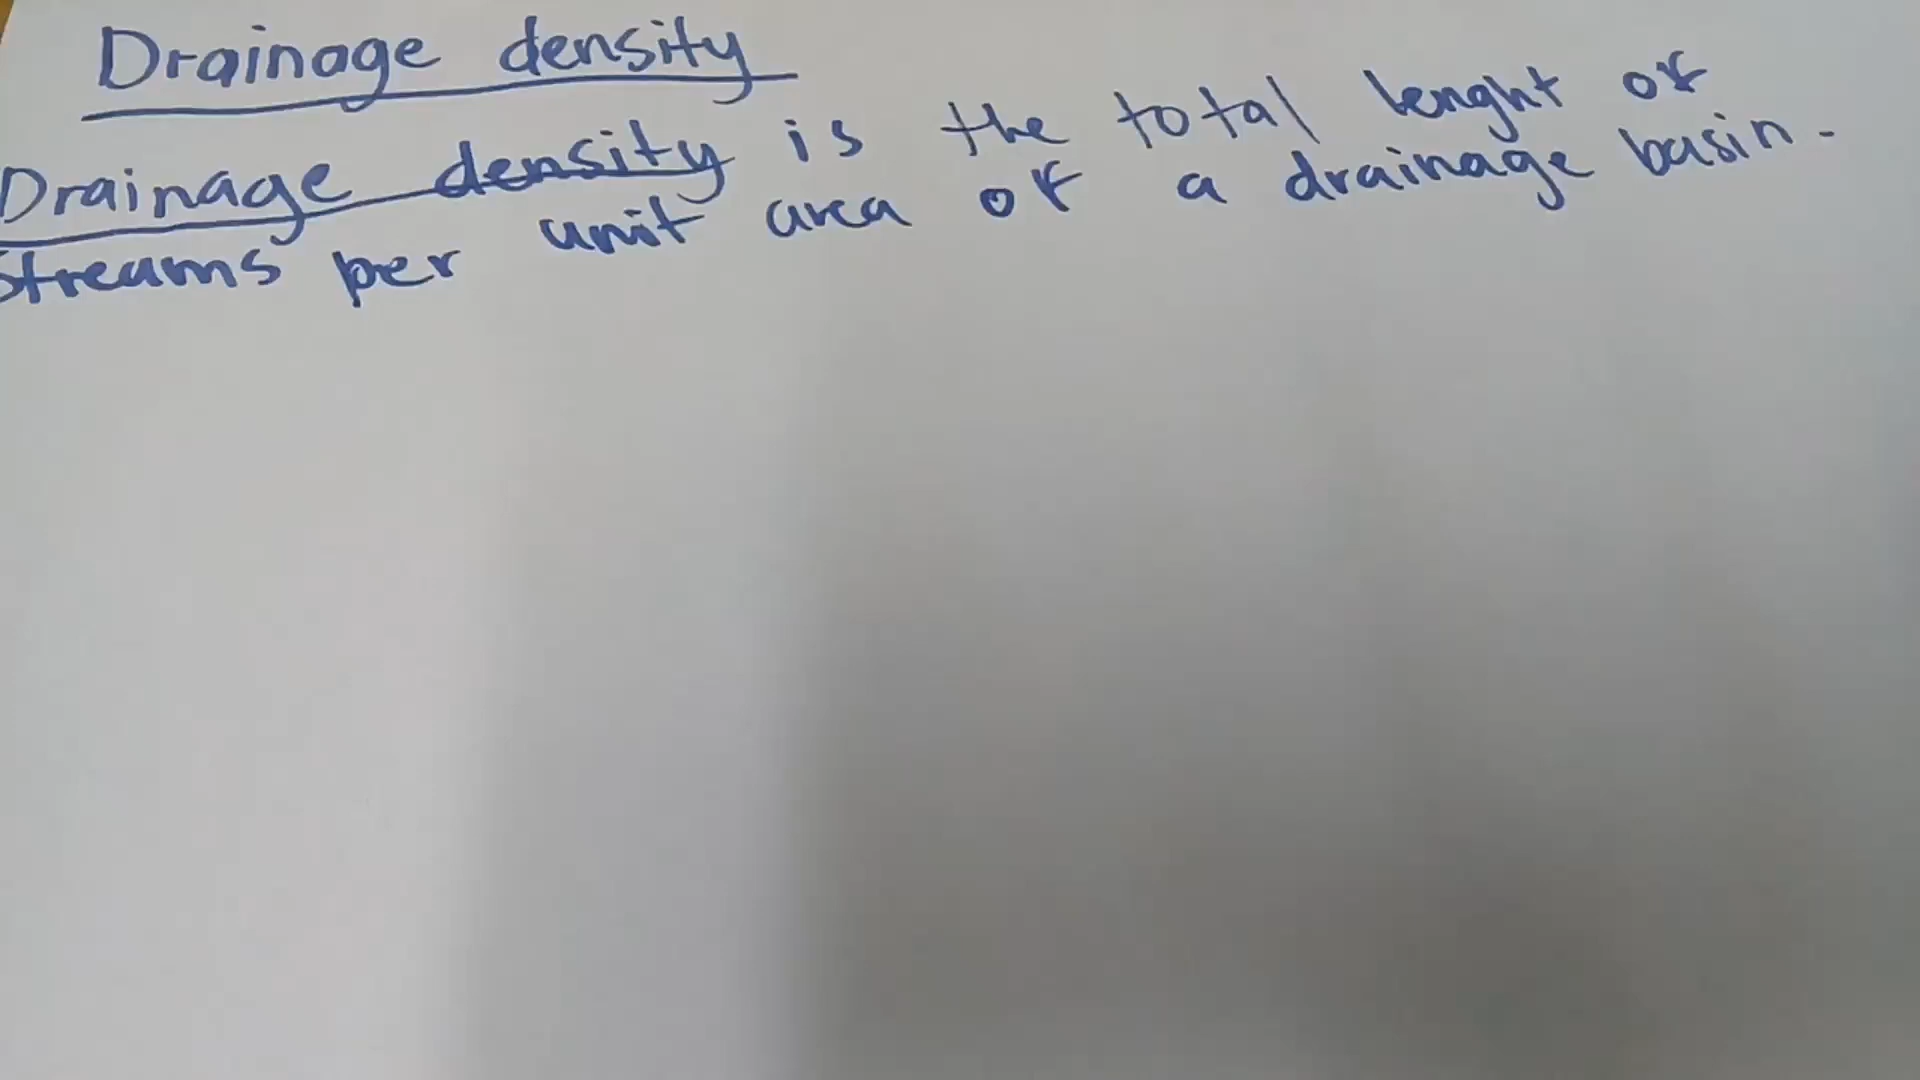 Drainage density
Drainage density is the total lenght of
streams per unit area of a drainage basin.